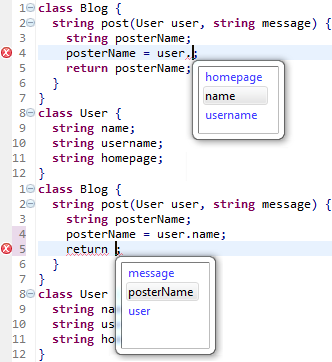 1 class Blog {
2 string post(User user, string message) {
3 string posterName;
4 posterName = user.;
5 return posterName;
6 }
7 }
8 class User {
9 string name;
10 string username;
11 string homepage;
12 }
homepage
name
username
1 class Blog {
2 string post(User user, string message) {
3 string posterName;
4 posterName = user.name;
5 return ;
6 }
7 }
8 class User
9 string na
10 string us
11 string ho
12 }
message
posterName
user